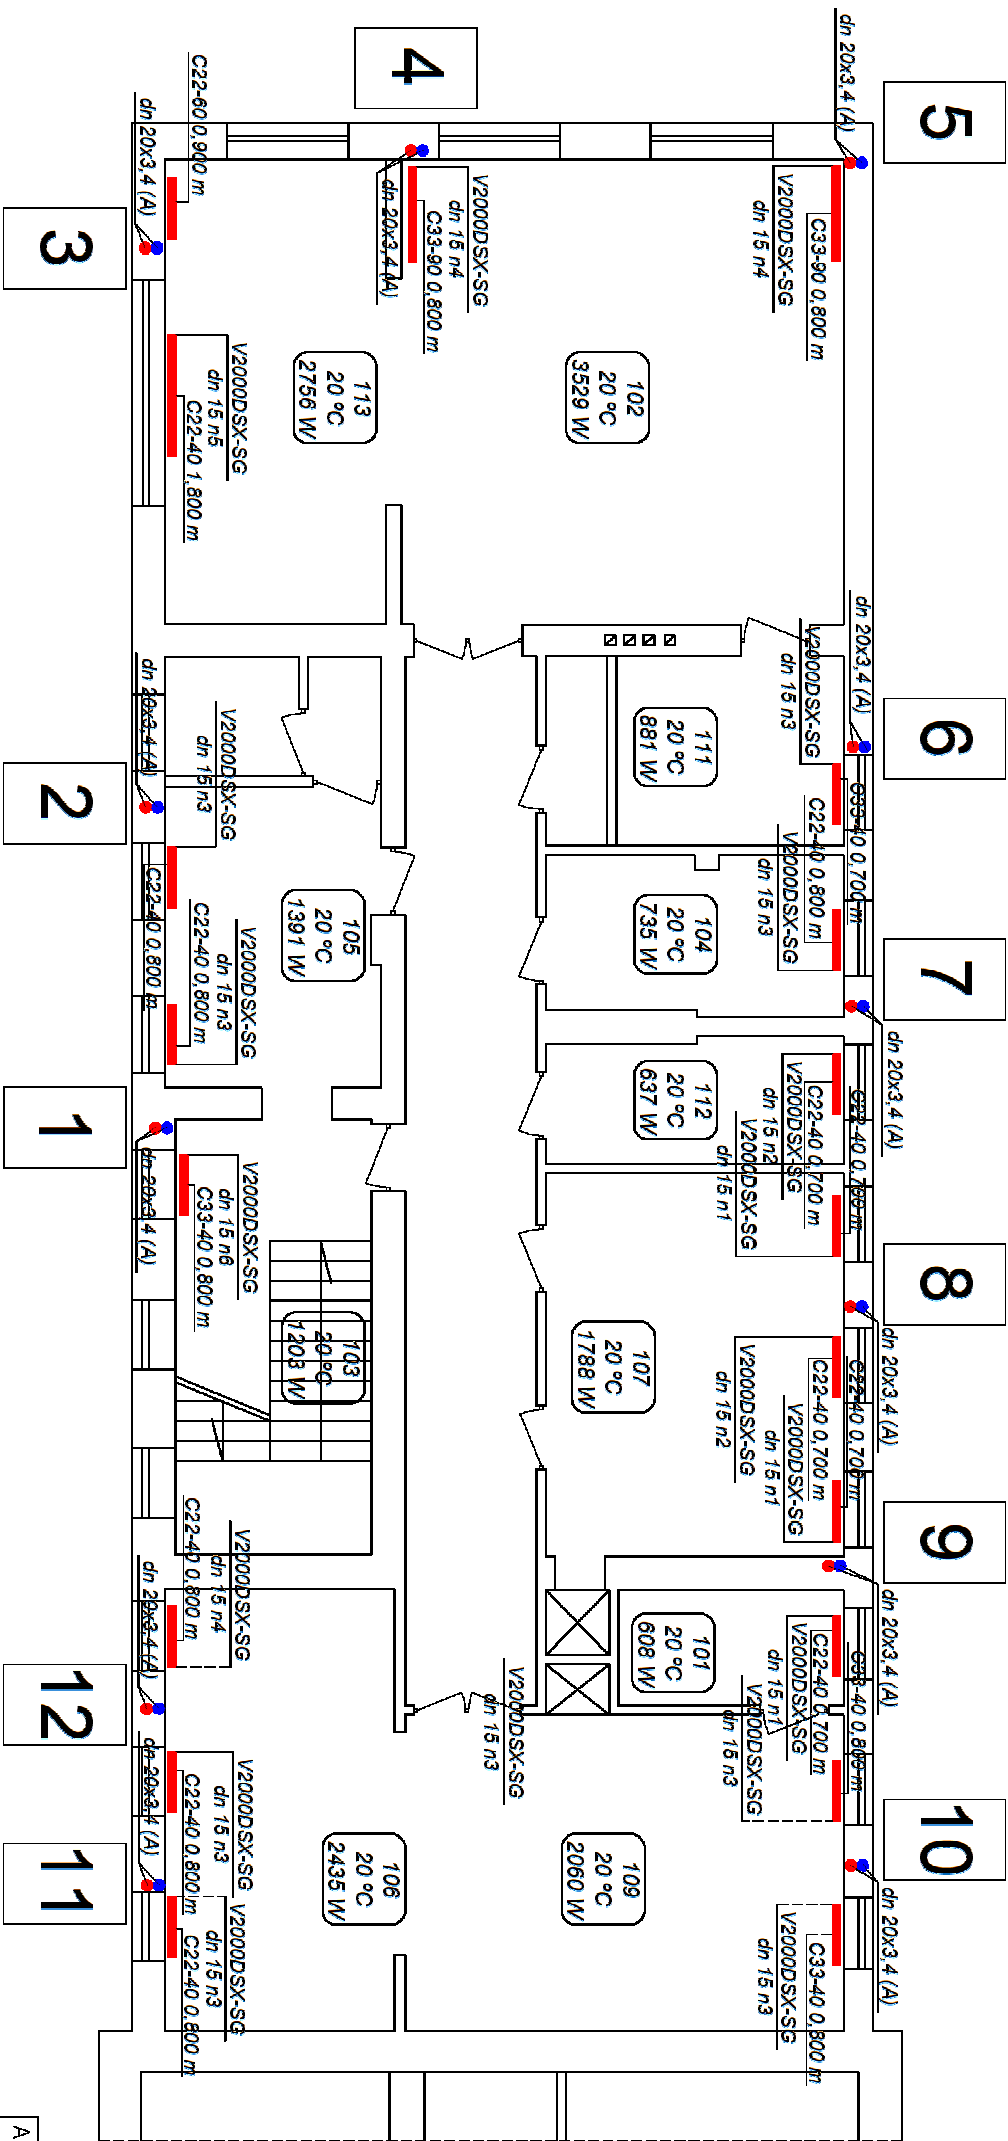 5
dn 20x3,4 (A)
4
C22-60 0,900 m
dn 20x3,4 (A)
3
V2000DSX-SG
dn 15 n4
C33-90 0,800 m
V2000DSX-SG
dn 15 n4
C33-90 0,800 m
dn 20x3,4 (A)
102
20 °C
3529 W
113
20 °C
2756 W
V2000DSX-SG
dn 15 n5
C22-40 1,800 m
dn 20x3,4 (A)
6
V2000DSX-SG
dn 15 n3
C33-40 0,700 m
111
20 °C
881 W
dn 20x3,4 (A)
2
V2000DSX-SG
dn 15 n3
C22-40 0,800 m
C22-40 0,800 m
V2000DSX-SG
dn 15 n3
7
104
20 °C
735 W
105
20 °C
1391 W
V2000DSX-SG
dn 15 n3
C22-40 0,800 m
dn 20x3,4 (A)
112
20 °C
637 W
C22-40 0,700 m
V2000DSX-SG
dn 15 n2
C22-40 0,700 m
V2000DSX-SG
dn 15 n1
1
dn 20x3,4 (A)
V2000DSX-SG
dn 15 n6
C33-40 0,800 m
8
dn 20x3,4 (A)
107
20 °C
1788 W
103
20 °C
1203 W
C22-40 0,700 m
C22-40 0,700 m
V2000DSX-SG
dn 15 n1
V2000DSX-SG
dn 15 n2
9
dn 20x3,4 (A)
V2000DSX-SG
dn 15 n4
C22-40 0,800 m
dn 20x3,4 (A)
12
101
20 °C
608 W
C22-40 0,700 m
V2000DSX-SG
dn 15 n1
C33-40 0,800 m
V2000DSX-SG
dn 15 n3
V2000DSX-SG
dn 15 n3
10
dn 20x3,4 (A)
dn 20x3,4 (A)
11
V2000DSX-SG
dn 15 n3
C22-40 0,800 m
109
20 °C
2060 W
106
20 °C
2435 W
V2000DSX-SG
dn 15 n3
C22-40 0,800 m
C33-40 0,800 m
V2000DSX-SG
dn 15 n3
A